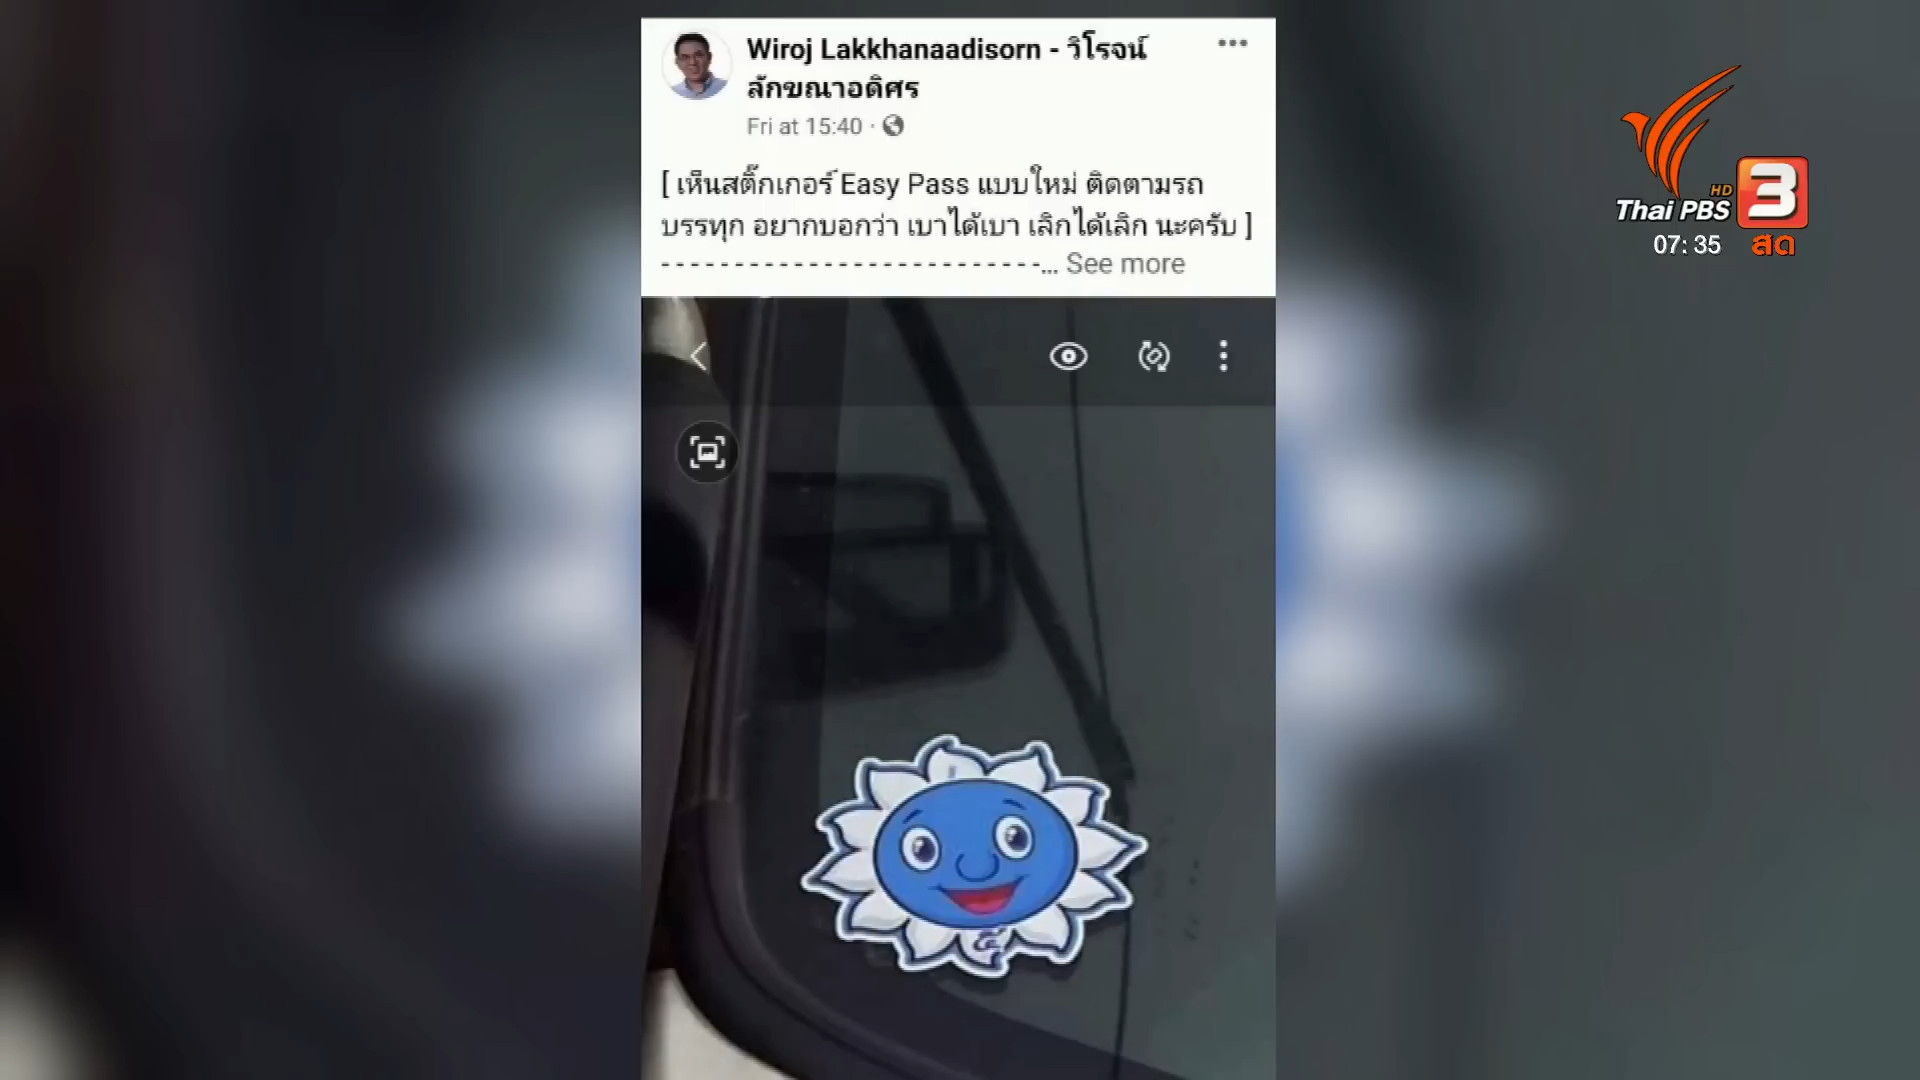 Wiroj Lakkhanaadisorn - วิโรจน์
ลักขณาอดิศร
Fri at 15:40 ·
[ เห็นสติ๊กเกอร์ Easy Pass แบบใหม่ ติดตามรถ
บรรทุก อยากบอกว่า เบาได้เบา เลิกได้เลิก นะครับ ]
--------------------------... See more
HD
Thai PBS 3
07:35 สด